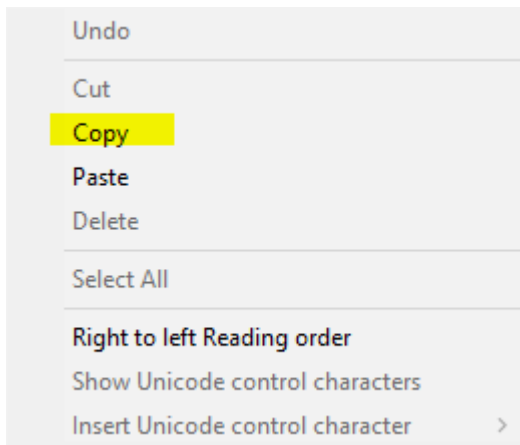 Undo
Cut
Copy
Paste
Delete
Select All
Right to left Reading order
Show Unicode control characters
Insert Unicode control character